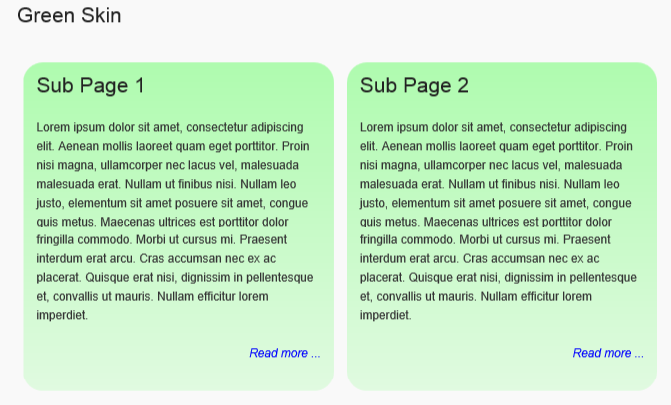 Green Skin
Sub Page 1
Lorem ipsum dolor sit amet, consectetur adipiscing
elit. Aenean mollis laoreet quam eget porttitor. Proin
nisi magna, ullamcorper nec lacus vel, malesuada
malesuada erat. Nullam ut finibus nisi. Nullam leo
justo, elementum sit amet posuere sit amet, congue
quis metus. Maecenas ultrices est porttitor dolor
fringilla commodo. Morbi ut cursus mi. Praesent
interdum erat arcu. Cras accumsan nec ex ac
placerat. Quisque erat nisi, dignissim in pellentesque
et, convallis ut mauris. Nullam efficitur lorem
imperdiet.
Read more ...
Sub Page 2
Lorem ipsum dolor sit amet, consectetur adipiscing
elit. Aenean mollis laoreet quam eget porttitor. Proin
nisi magna, ullamcorper nec lacus vel, malesuada
malesuada erat. Nullam ut finibus nisi. Nullam leo
justo, elementum sit amet posuere sit amet, congue
quis metus. Maecenas ultrices est porttitor dolor
fringilla commodo. Morbi ut cursus mi. Praesent
interdum erat arcu. Cras accumsan nec ex ac
placerat. Quisque erat nisi, dignissim in pellentesque
et, convallis ut mauris. Nullam efficitur lorem
imperdiet.
Read more ...